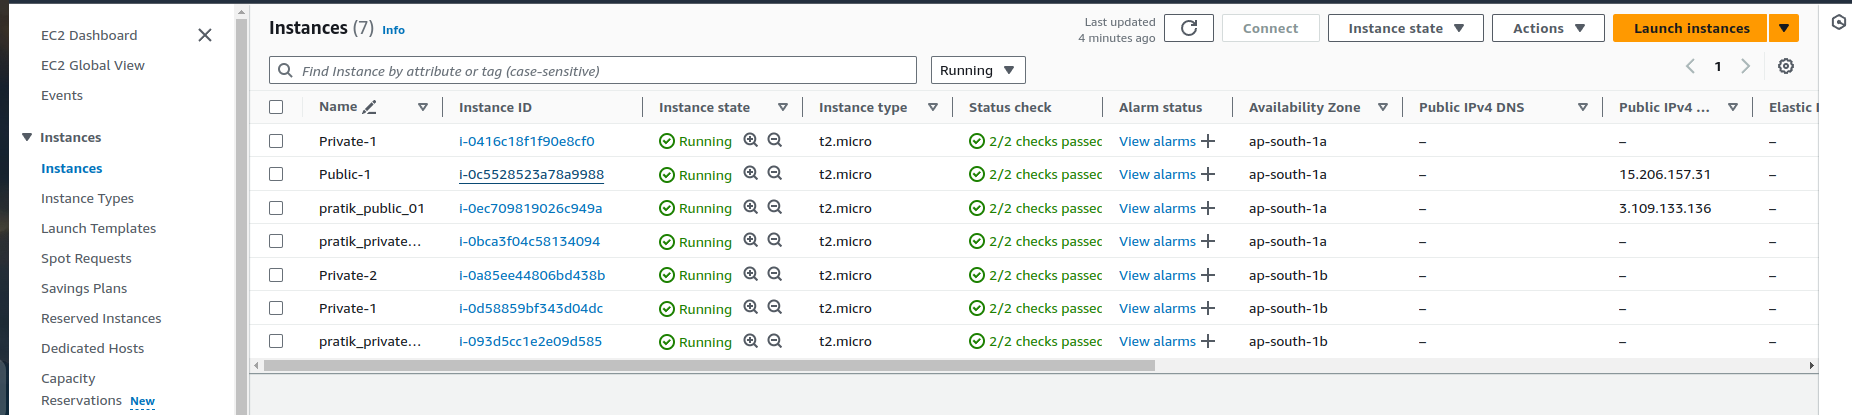 EC2 Dashboard
EC2 Global View
Events
Instances
Instances
Instance Types
Launch Templates
Spot Requests
Savings Plans
Reserved Instances
Dedicated Hosts
Capacity
Reservations New
Instances (7) Info
Last updated
4 minutes ago
Connect
Instance state
Actions
Launch instances
Find Instance by attribute or tag (case-sensitive)
Running
1
Name Instance ID Instance state Instance type Status check Alarm status Availability Zone Public IPv4 DNS Public IPv4 ... Elastic I
Private-1 i-0416c18f1f90e8cf0 Running t2.micro 2/2 checks passec View alarms + ap-south-1a – – –
Public-1 i-0c5528523a78a9988 Running t2.micro 2/2 checks passec View alarms + ap-south-1a – 15.206.157.31 –
pratik_public_01 i-0ec709819026c949a Running t2.micro 2/2 checks passec View alarms + ap-south-1a – 3.109.133.136 –
pratik_private... i-0bca3f04c58134094 Running t2.micro 2/2 checks passec View alarms + ap-south-1a – – –
Private-2 i-0a85ee44806bd438b Running t2.micro 2/2 checks passec View alarms + ap-south-1b – – –
Private-1 i-0d58859bf343d04dc Running t2.micro 2/2 checks passec View alarms + ap-south-1b – – –
pratik_private... i-093d5cc1e2e09d585 Running t2.micro 2/2 checks passec View alarms + ap-south-1b – – –